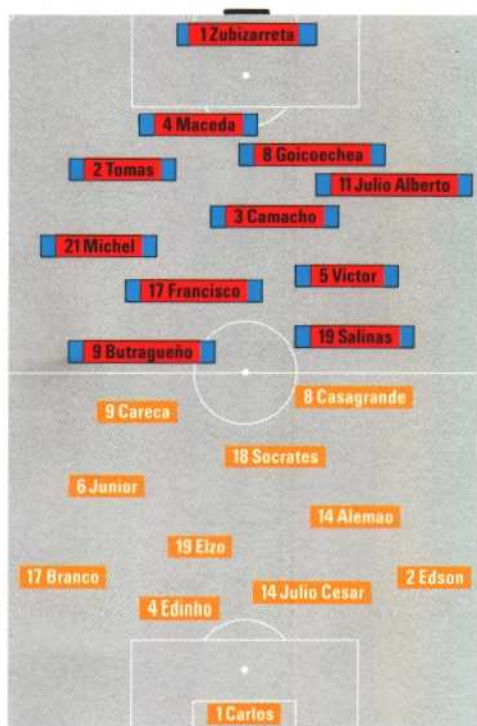 1 Zubizarreta
4 Maceda
8 Goicoechea
2 Tomas
11 Julio Alberto
3 Camacho
21 Michel
5 Victor
17 Francisco
19 Salinas
9 Butragueño
8 Casagrande
9 Careca
18 Socrates
6 Junior
14 Alemao
19 Elzo
17 Branco
2 Edson
14 Julio Cesar
4 Edinho
1 Carlos